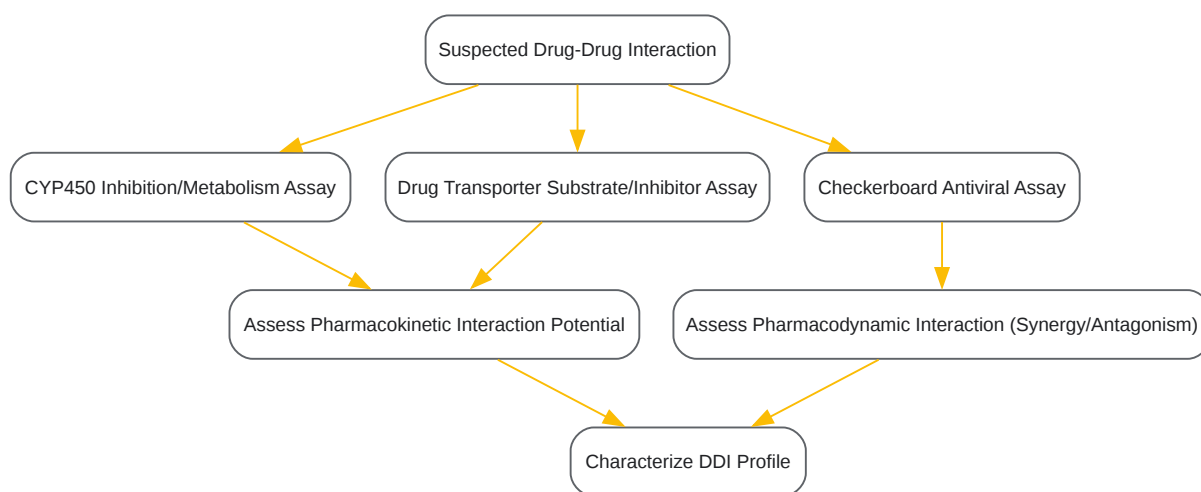 Suspected Drug-Drug Interaction
CYP450 Inhibition/Metabolism Assay
Drug Transporter Substrate/Inhibitor Assay
Checkerboard Antiviral Assay
Assess Pharmacokinetic Interaction Potential
Assess Pharmacodynamic Interaction (Synergy/Antagonism)
Characterize DDI Profile